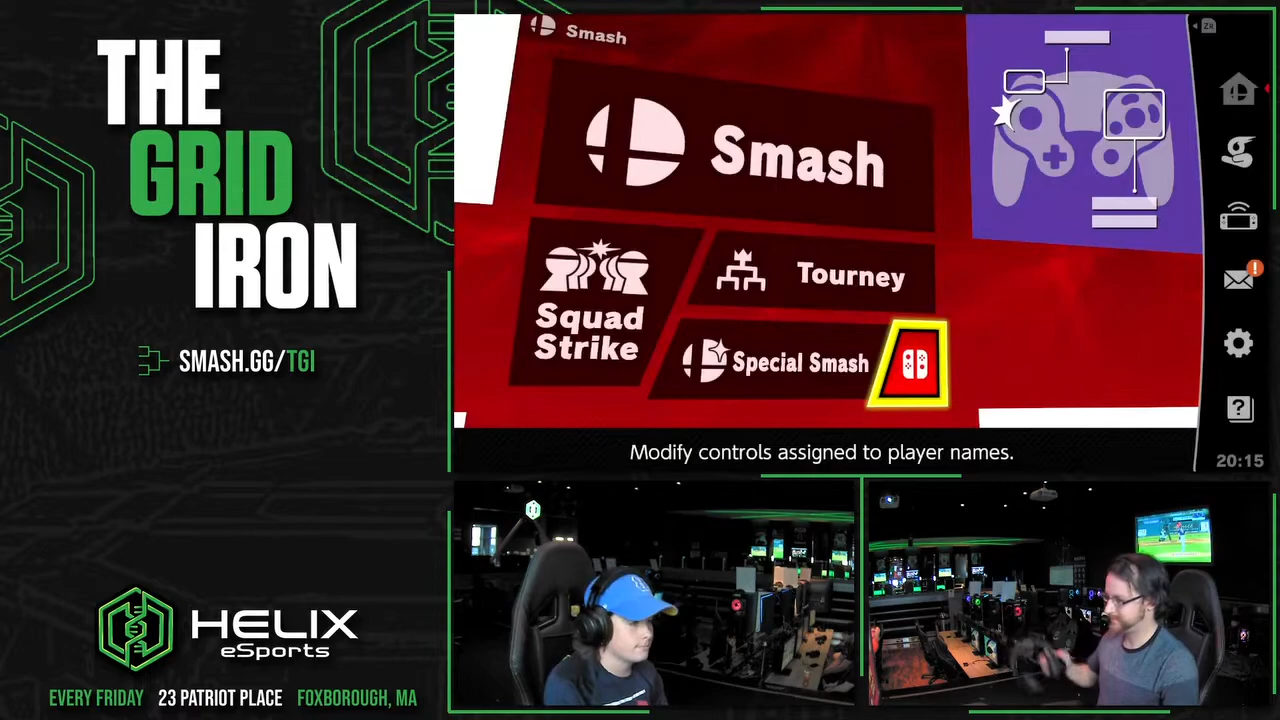 THE
GRID
IRON
SMASH.GG/TGI
HELIX
eSports
EVERY FRIDAY 23 PATRIOT PLACE FOXBOROUGH, MA
Smash
ZR
Smash
Squad
Strike
Tourney
Special Smash
Modify controls assigned to player names.
!
?
20:15